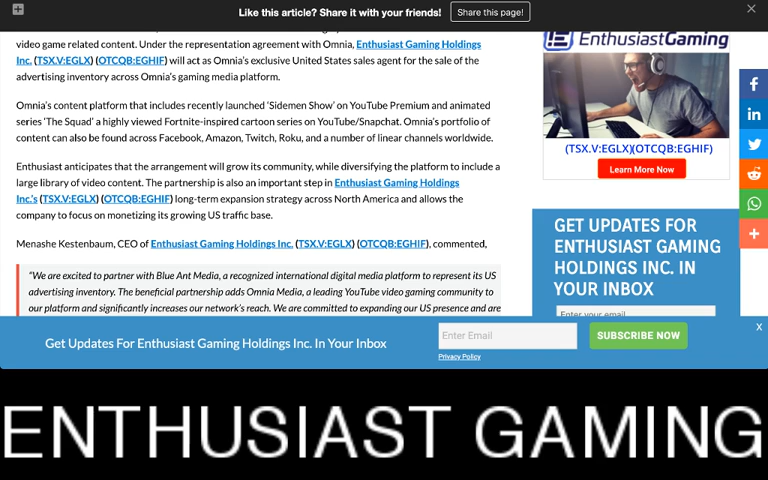 Like this article? Share it with your friends!
Share this page!
video game related content. Under the representation agreement with Omnia, Enthusiast Gaming Holdings
Inc. (TSX.V:EGLX) (OTCQB:EGHIF) will act as Omnia's exclusive United States sales agent for the sale of the
advertising inventory across Omnia's gaming media platform.
Omnia's content platform that includes recently launched 'Sidemen Show' on YouTube Premium and animated
series 'The Squad' a highly viewed Fortnite-inspired cartoon series on YouTube/Snapchat. Omnia's portfolio of
content can also be found across Facebook, Amazon, Twitch, Roku, and a number of linear channels worldwide.
Enthusiast anticipates that the arrangement will grow its community, while diversifying the platform to include a
large library of video content. The partnership is also an important step in Enthusiast Gaming Holdings
Inc.'s (TSX.V:EGLX) (OTCQB:EGHIF) long-term expansion strategy across North America and allows the
company to focus on monetizing its growing US traffic base.
Menashe Kestenbaum, CEO of Enthusiast Gaming Holdings Inc. (TSX.V:EGLX) (OTCQB:EGHIF), commented,
"We are excited to partner with Blue Ant Media, a recognized international digital media platform to represent its US
advertising inventory. The beneficial partnership adds Omnia Media, a leading YouTube video gaming community to
our platform and significantly increases our network's reach. We are committed to expanding our US presence and are
EnthusiastGaming
(TSX.V:EGLX)(OTCQB:EGHIF)
Learn More Now
GET UPDATES FOR
ENTHUSIAST GAMING
HOLDINGS INC. IN
YOUR INBOX
Enter your email
Get Updates For Enthusiast Gaming Holdings Inc. In Your Inbox
Enter Email
SUBSCRIBE NOW
X
Privacy Policy
ENTHUSIAST GAMING